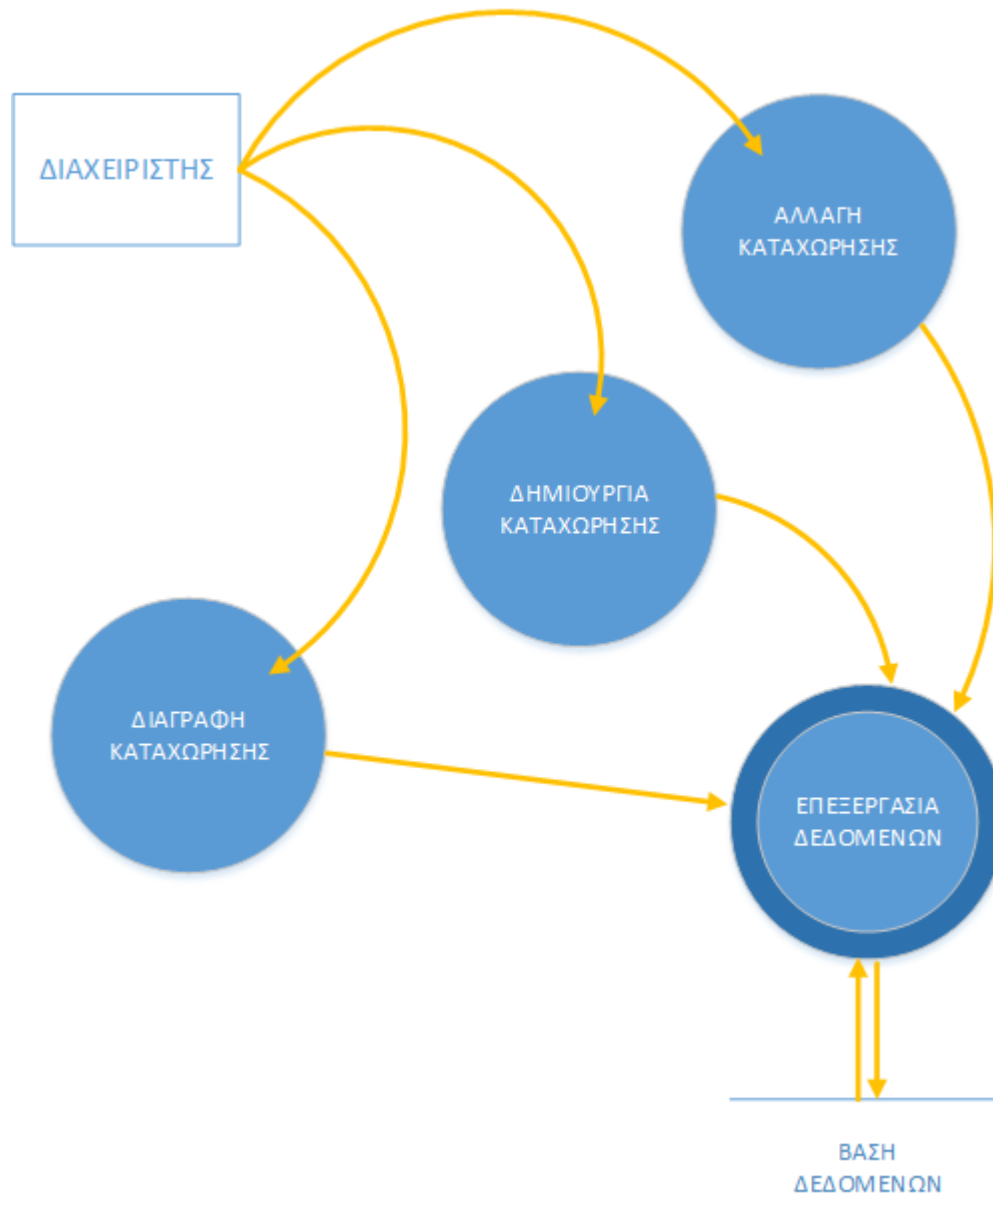 ΔΙΑΧΕΙΡΙΣΤΗΣ
ΑΛΛΑΓΗ
ΚΑΤΑΧΩΡΗΣΗΣ
ΔΗΜΙΟΥΡΓΙΑ
ΚΑΤΑΧΩΡΗΣΗΣ
ΔΙΑΓΡΑΦΗ
ΚΑΤΑΧΩΡΗΣΗΣ
ΕΠΕΞΕΡΓΑΣΙΑ
ΔΕΔΟΜΕΝΩΝ
ΒΑΣΗ
ΔΕΔΟΜΕΝΩΝ